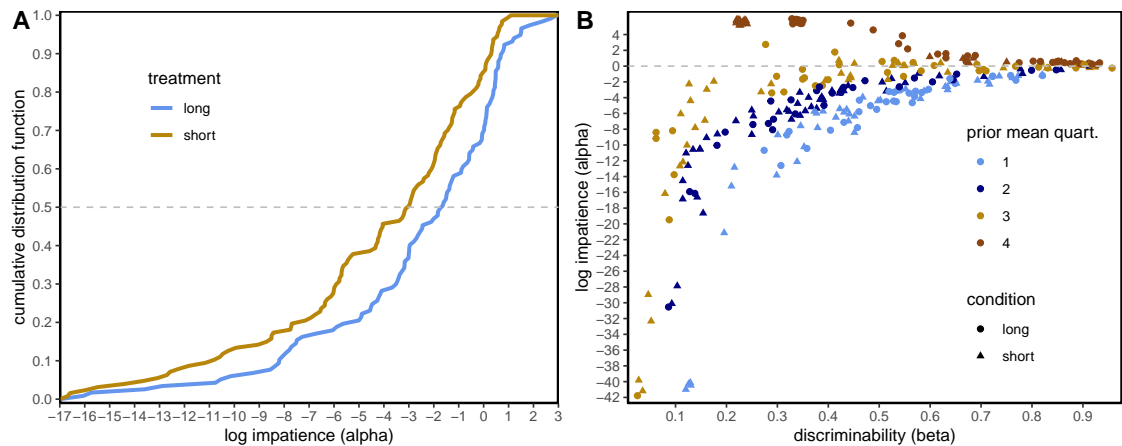 A
cumulative distribution function
1.0
0.9
0.8
0.7
0.6
0.5
0.4
0.3
0.2
0.1
0.0
treatment
long
short
−17 −16 −15 −14 −13 −12 −11 −10 −9 −8 −7 −6 −5 −4 −3 −2 −1 0 1 2 3
log impatience (alpha)
B
log impatience (alpha)
4
2
0
−2
−4
−6
−8
−10
−12
−14
−16
−18
−20
−22
−24
−26
−28
−30
−32
−34
−36
−38
−40
−42
prior mean quart.
1
2
3
4
condition
long
short
0.1 0.2 0.3 0.4 0.5 0.6 0.7 0.8 0.9
discriminability (beta)